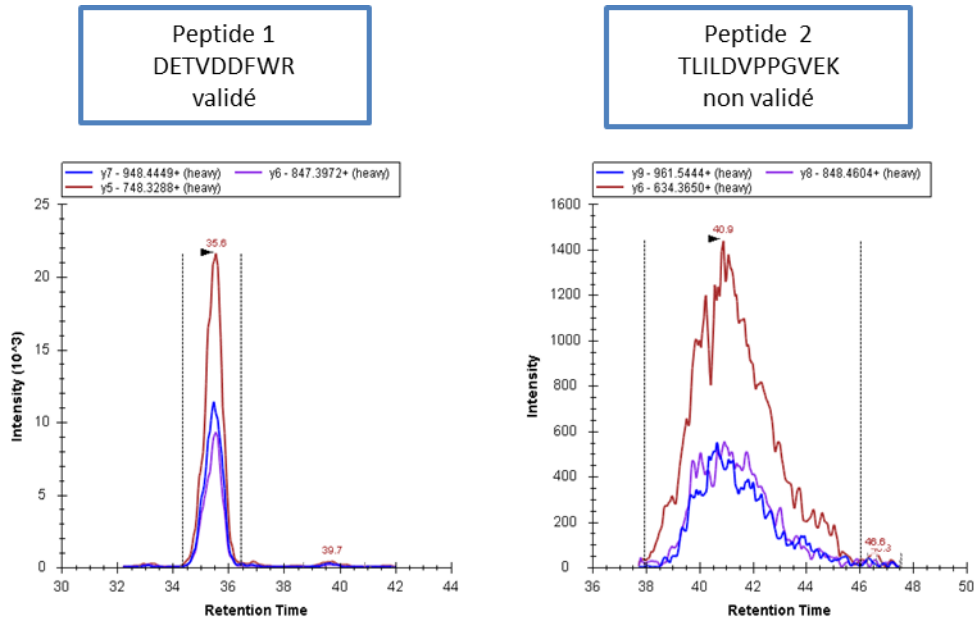 Peptide 1
DETVDDFWR
validé
Peptide 2
TLILDVPPGVEK
non validé
y7 - 948.4449+ (heavy) y6 - 847.3972+ (heavy)
y5 - 748.3288+ (heavy)
25
20
15
10
5
0
Intensity (10^3)
35.6
39.7
30 32 34 36 38 40 42 44
Retention Time
y9 - 961.5444+ (heavy) y8 - 848.4604+ (heavy)
y6 - 634.3650+ (heavy)
1600
1400
1200
1000
800
600
400
200
0
Intensity
40.9
46.6
36 38 40 42 44 46 48 50
Retention Time